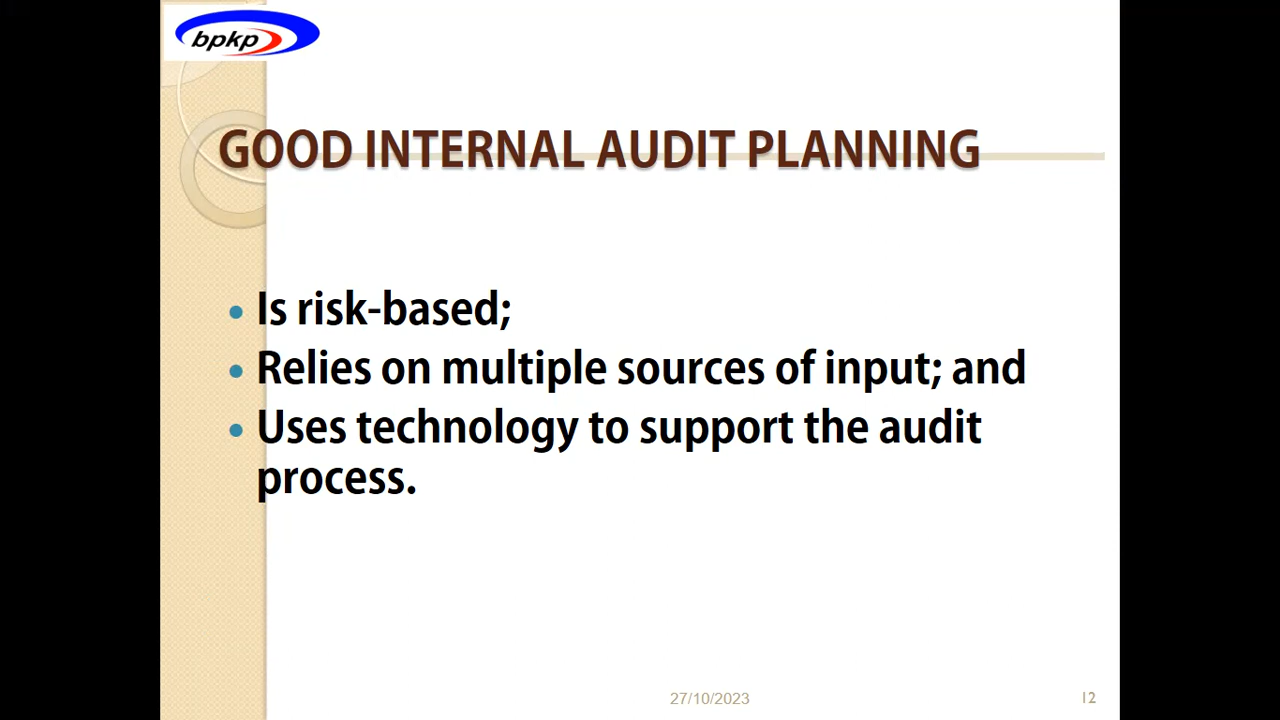 bpkp
GOOD INTERNAL AUDIT PLANNING
• Is risk-based;
• Relies on multiple sources of input; and
• Uses technology to support the audit
process.
27/10/2023
12